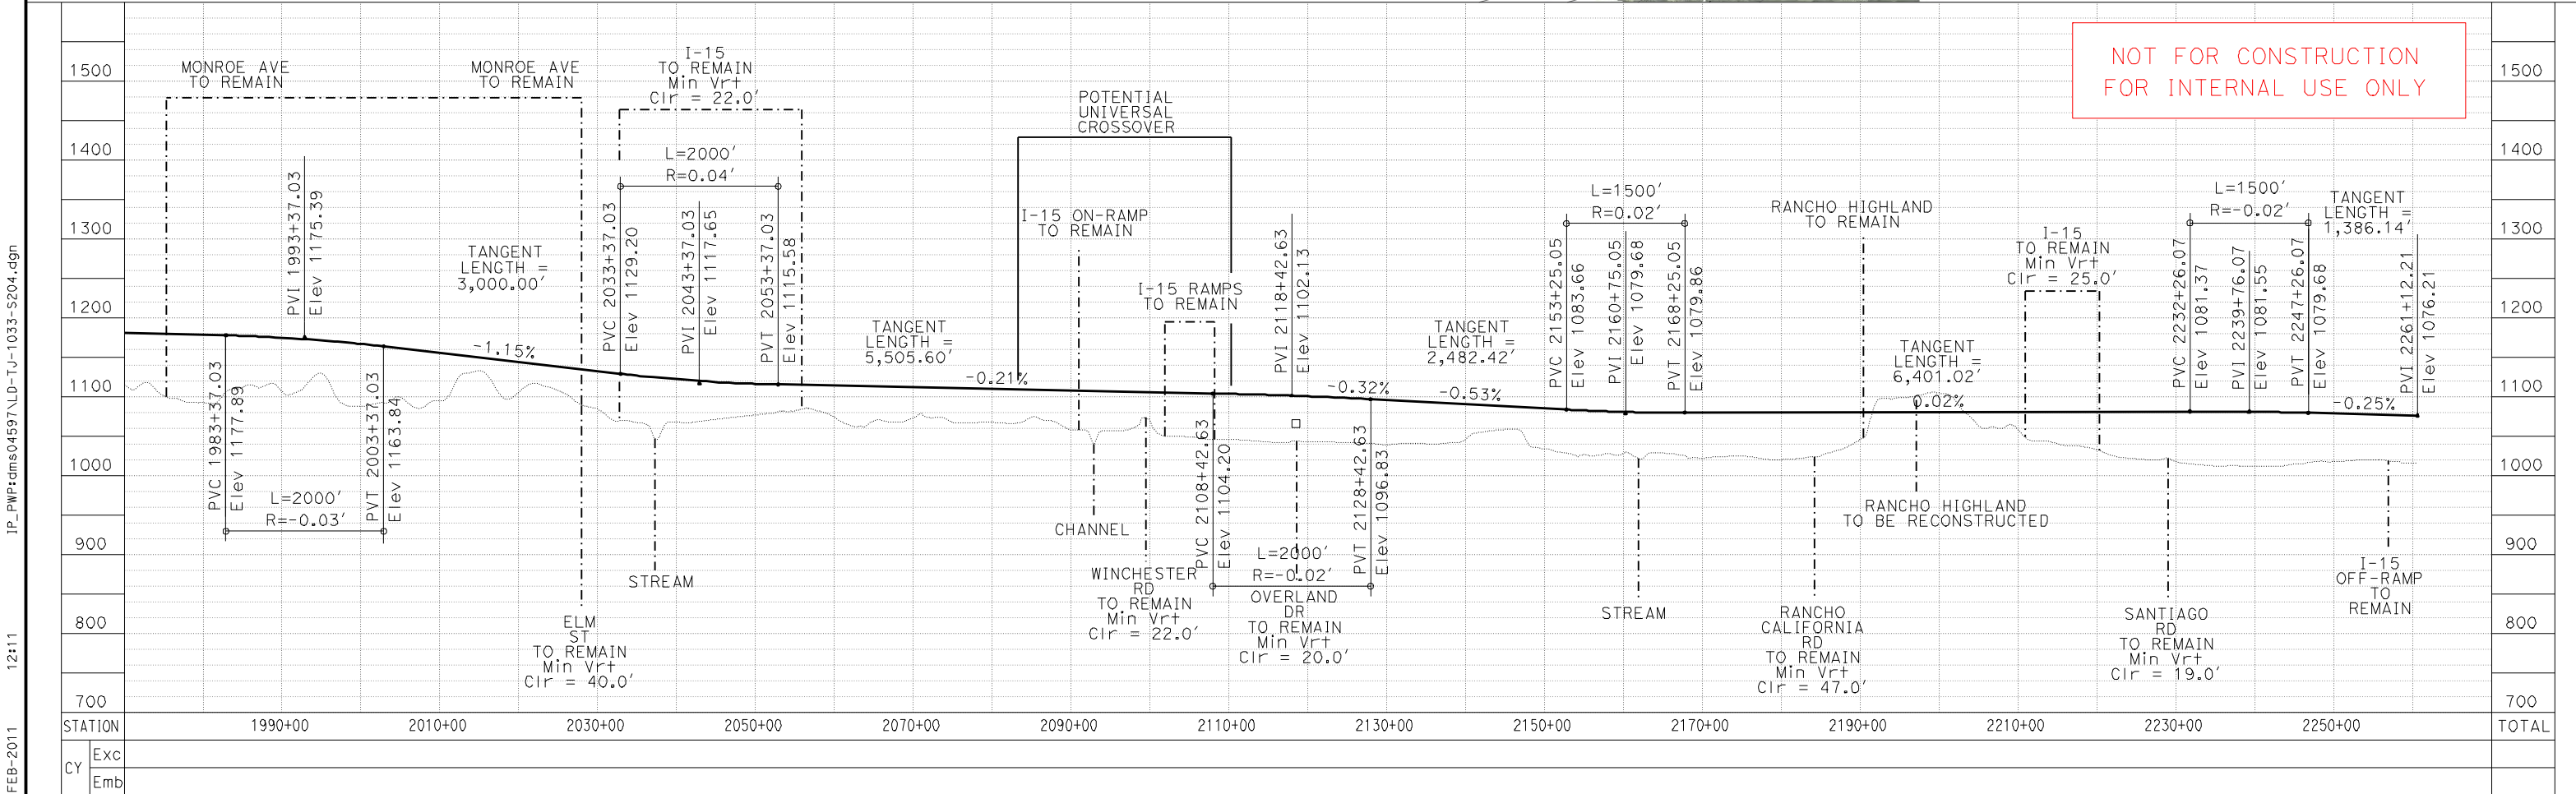 NOT FOR CONSTRUCTION
FOR INTERNAL USE ONLY
1500
1400
1300
1200
1100
1000
900
800
700
MONROE AVE
TO REMAIN
MONROE AVE
TO REMAIN
I-15
TO REMAIN
Min Vrt
Clr = 22.0'
L=2000'
R=0.04'
PVI 1993+37.03
Elev 1175.39
TANGENT
LENGTH =
3,000.00'
-1.15%
PVC 1983+37.03
Elev 1177.89
L=2000'
R=-0.03'
PVT 2003+37.03
Elev 1163.84
PVC 2033+37.03
Elev 1129.20
PVI 2043+37.03
Elev 1117.65
PVT 2053+37.03
Elev 1115.58
ELM
ST
TO REMAIN
Min Vrt
Clr = 40.0'
STREAM
TANGENT
LENGTH =
5,505.60'
-0.21%
POTENTIAL
UNIVERSAL
CROSSOVER
I-15 ON-RAMP
TO REMAIN
I-15 RAMPS
TO REMAIN
CHANNEL
WINCHESTER
RD
TO REMAIN
Min Vrt
Clr = 22.0'
PVC 2108+42.63
Elev 1104.20
PVI 2118+42.63
Elev 1102.13
L=2000'
R=-0.02'
PVT 2128+42.63
Elev 1096.83
OVERLAND
DR
TO REMAIN
Min Vrt
Clr = 20.0'
-0.32%
TANGENT
LENGTH =
2,482.42'
-0.53%
L=1500'
R=0.02'
PVC 2153+25.05
Elev 1083.66
PVI 2160+75.05
Elev 1079.68
PVT 2168+25.05
Elev 1079.86
STREAM
RANCHO HIGHLAND
TO REMAIN
RANCHO
CALIFORNIA
RD
TO REMAIN
Min Vrt
Clr = 47.0'
TANGENT
LENGTH =
6,401.02'
0.02%
RANCHO HIGHLAND
TO BE RECONSTRUCTED
I-15
TO REMAIN
Min Vrt
Clr = 25.0'
L=1500'
R=-0.02'
PVC 2232+26.07
Elev 1081.37
PVI 2239+76.07
Elev 1081.55
PVT 2247+26.07
Elev 1079.68
SANTIAGO
RD
TO REMAIN
Min Vrt
Clr = 19.0'
TANGENT
LENGTH =
1,386.14'
-0.25%
PVI 2261+12.21
Elev 1076.21
I-15
OFF-RAMP
TO
REMAIN
1500
1400
1300
1200
1100
1000
900
800
700
STATION 1990+00 2010+00 2030+00 2050+00 2070+00 2090+00 2110+00 2130+00 2150+00 2170+00 2190+00 2210+00 2230+00 2250+00 TOTAL
CY
Exc
Emb
FEB-2011 12:11 IP_PWP:dms04597\LD-TJ-1033-S204.dgn